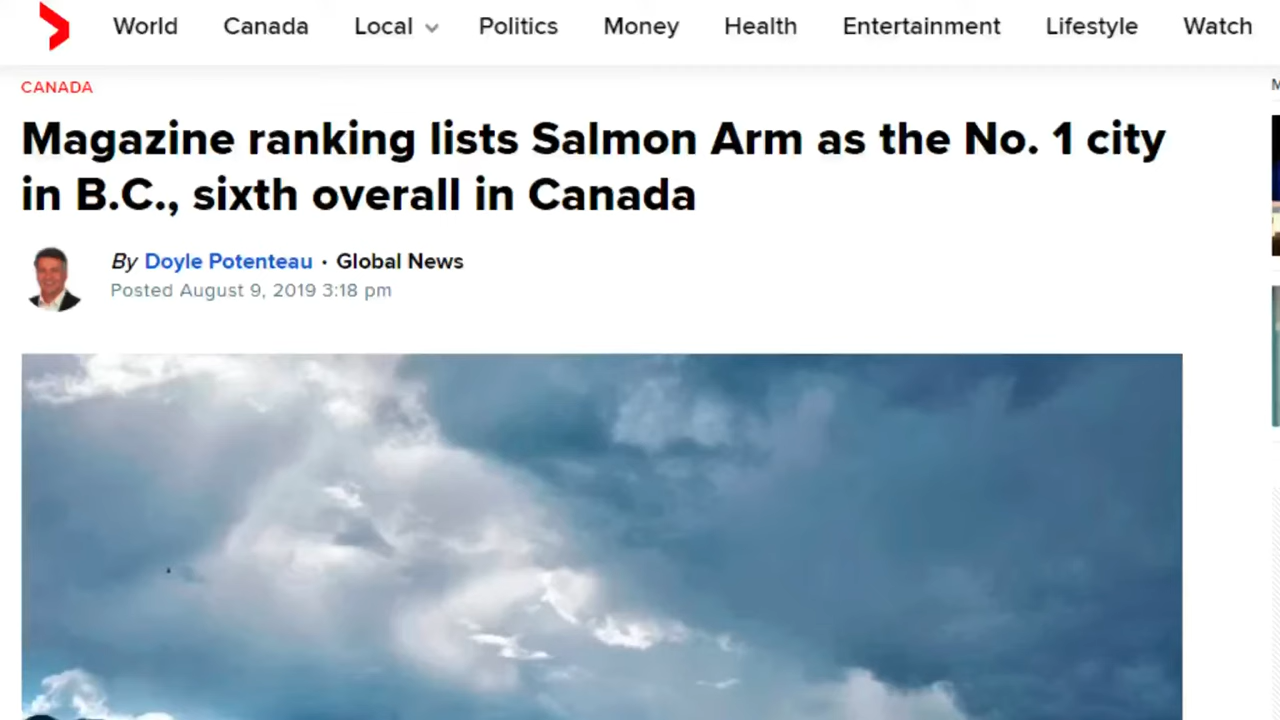 World Canada Local Politics Money Health Entertainment Lifestyle Watch
CANADA
M
Magazine ranking lists Salmon Arm as the No. 1 city
in B.C., sixth overall in Canada
By Doyle Potenteau • Global News
Posted August 9, 2019 3:18 pm